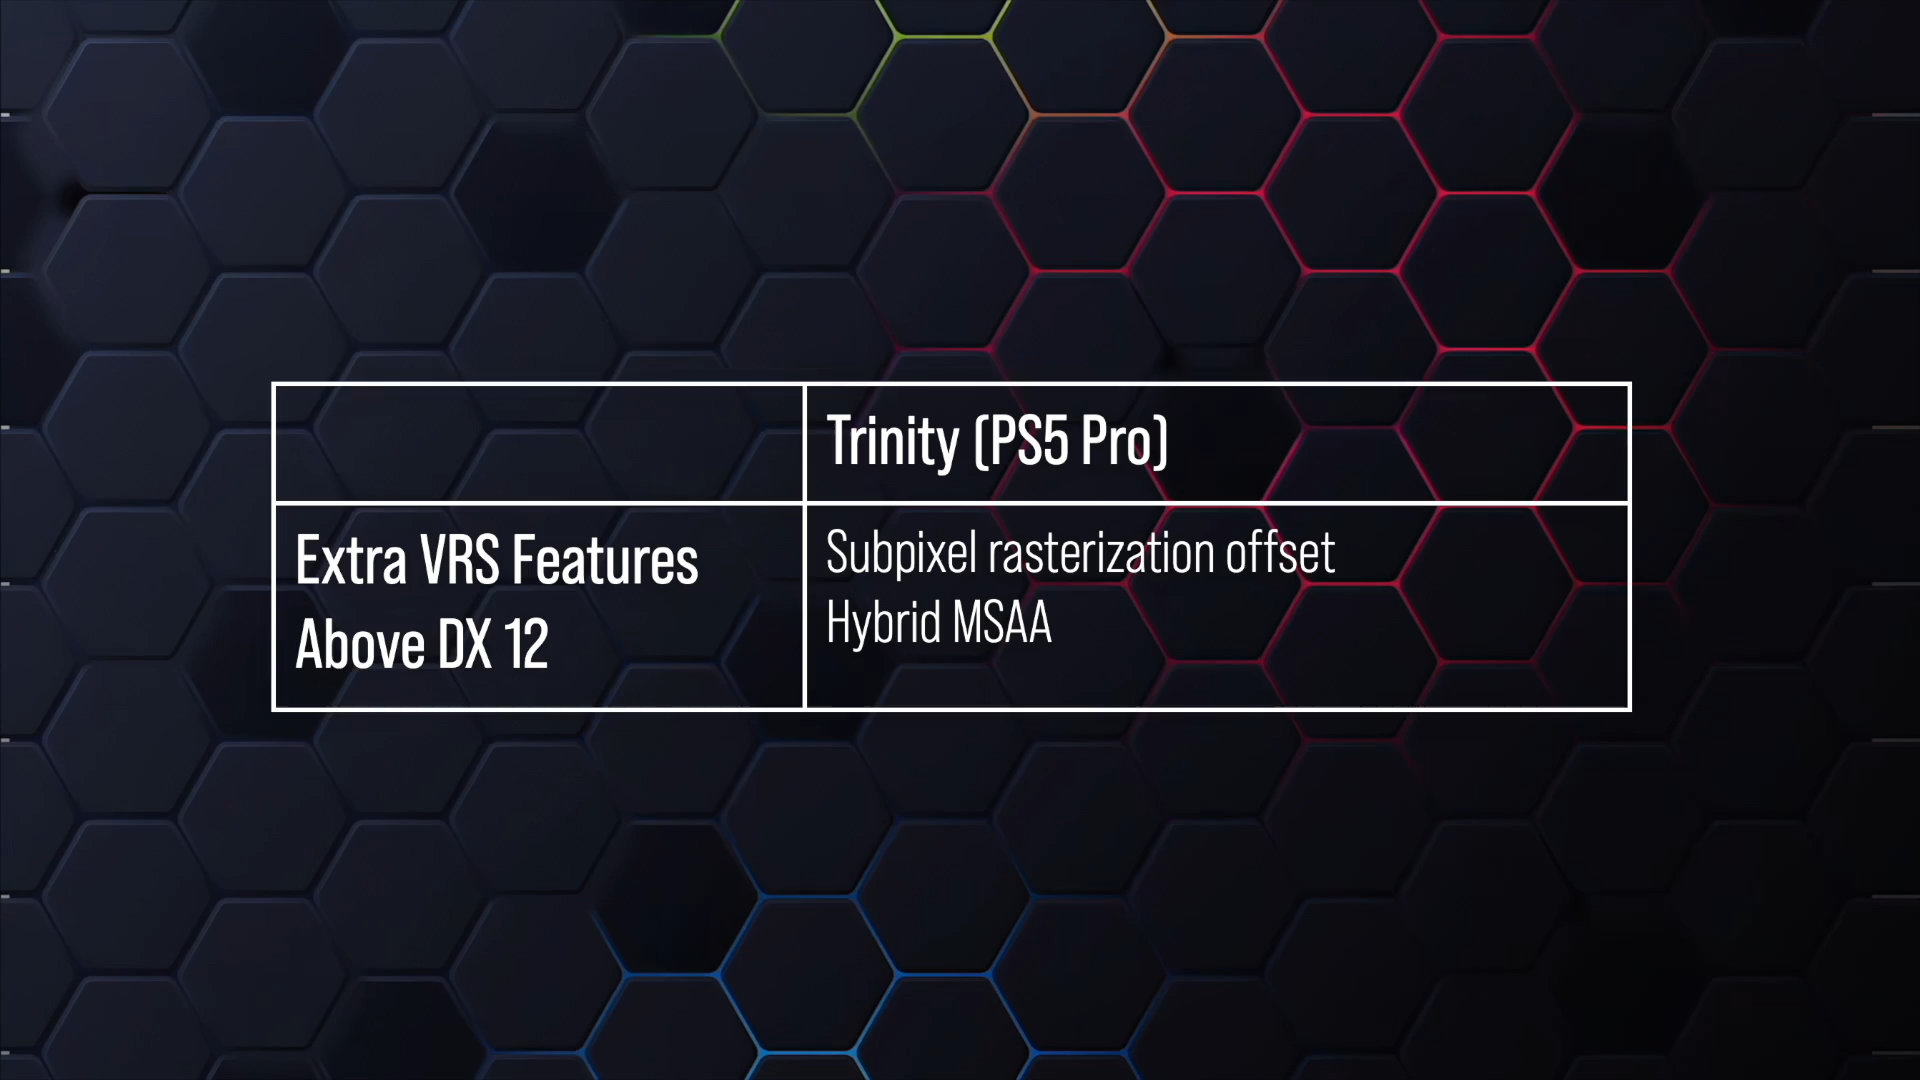 Trinity (PS5 Pro)
Extra VRS Features
Above DX 12
Subpixel rasterization offset
Hybrid MSAA